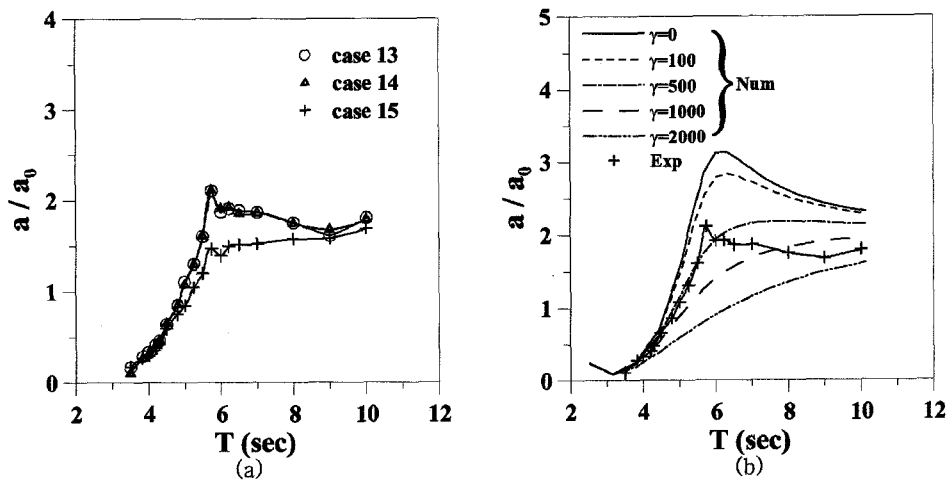 4
3
2
1
0
a / a₀
case 13
case 14
case 15
2
4
6
8
10
12
T (sec)
(a)
5
4
3
2
1
0
a / a₀
γ=0
γ=100
γ=500
γ=1000
γ=2000
Exp
Num
2
4
6
8
10
12
T (sec)
(b)